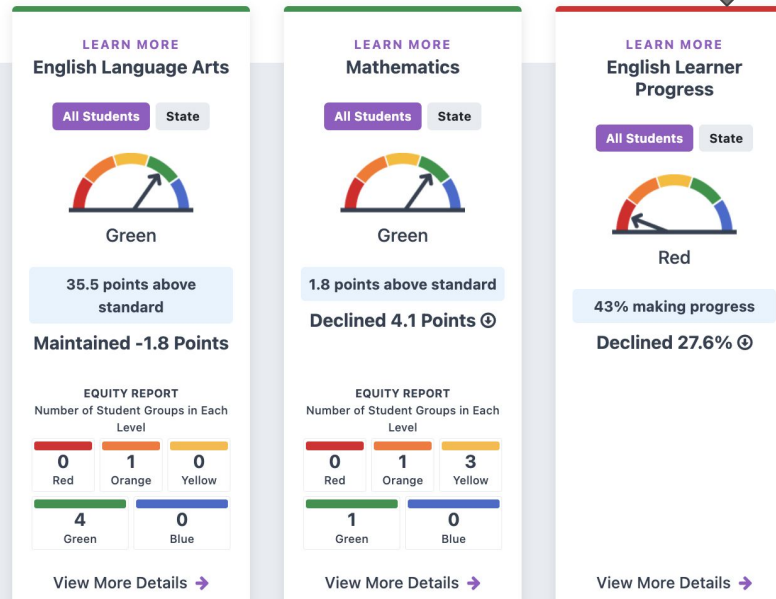 LEARN MORE
English Language Arts
All Students
State
Green
35.5 points above
standard
Maintained -1.8 Points
EQUITY REPORT
Number of Student Groups in Each
Level
0
Red
1
Orange
0
Yellow
4
Green
0
Blue
View More Details
LEARN MORE
Mathematics
All Students
State
Green
1.8 points above standard
Declined 4.1 Points
EQUITY REPORT
Number of Student Groups in Each
Level
0
Red
1
Orange
3
Yellow
1
Green
0
Blue
View More Details
LEARN MORE
English Learner
Progress
All Students
State
Red
43% making progress
Declined 27.6%
View More Details